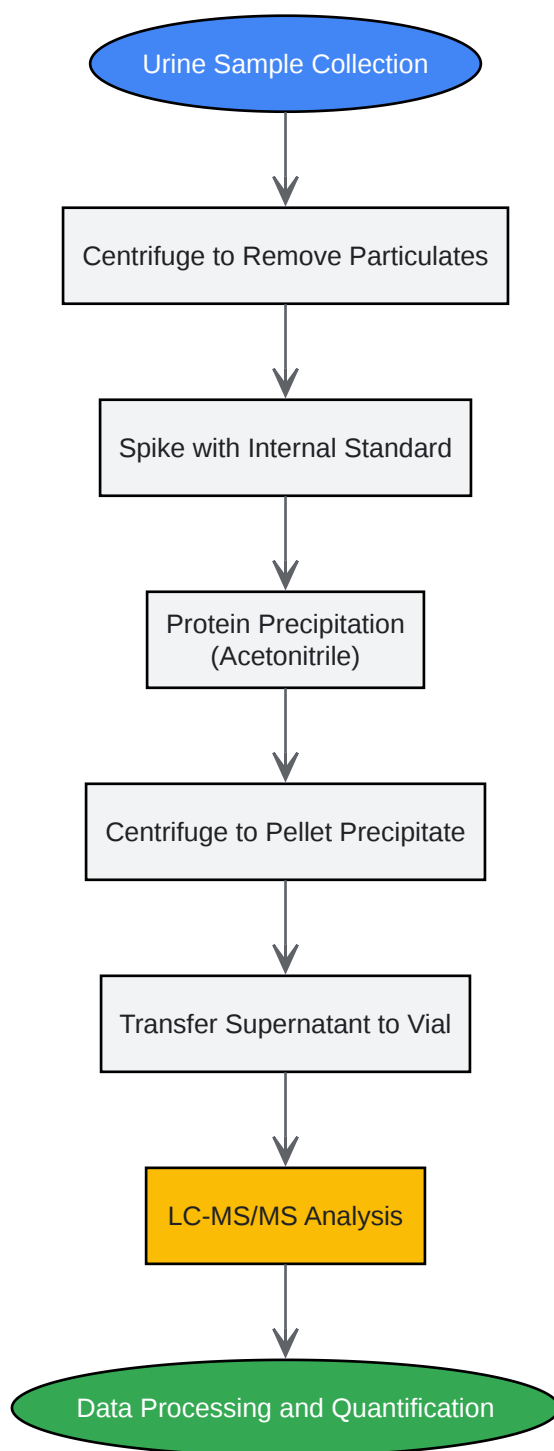 Urine Sample Collection
Centrifuge to Remove Particulates
Spike with Internal Standard
Protein Precipitation
(Acetonitrile)
Centrifuge to Pellet Precipitate
Transfer Supernatant to Vial
LC-MS/MS Analysis
Data Processing and Quantification